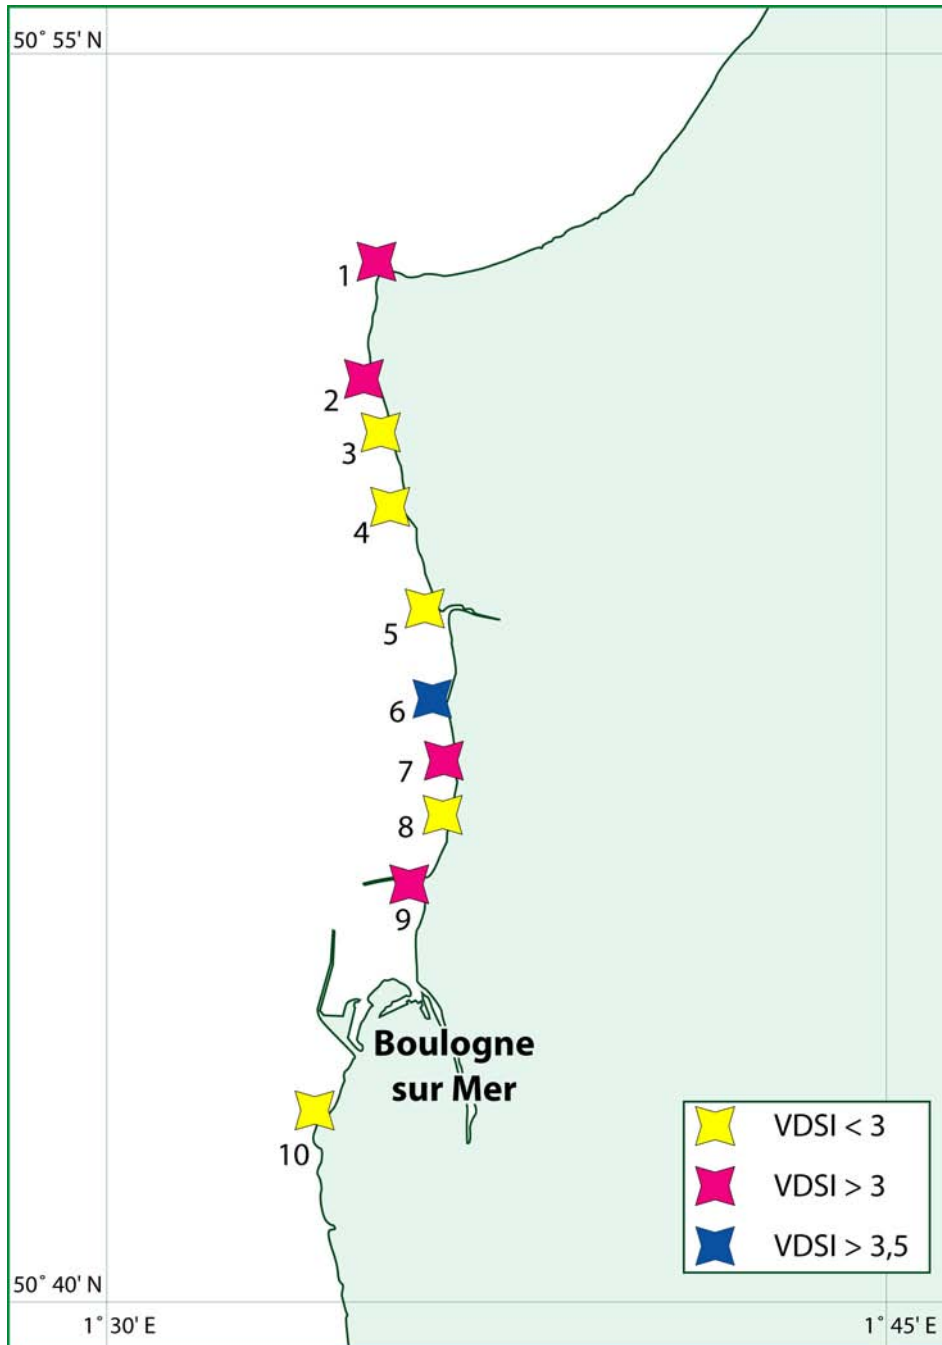 50° 55' N
1
2
3
4
5
6
7
8
9
Boulogne
sur Mer
10
VDSI < 3
VDSI > 3
VDSI > 3,5
50° 40' N
1° 30' E
1° 45' E